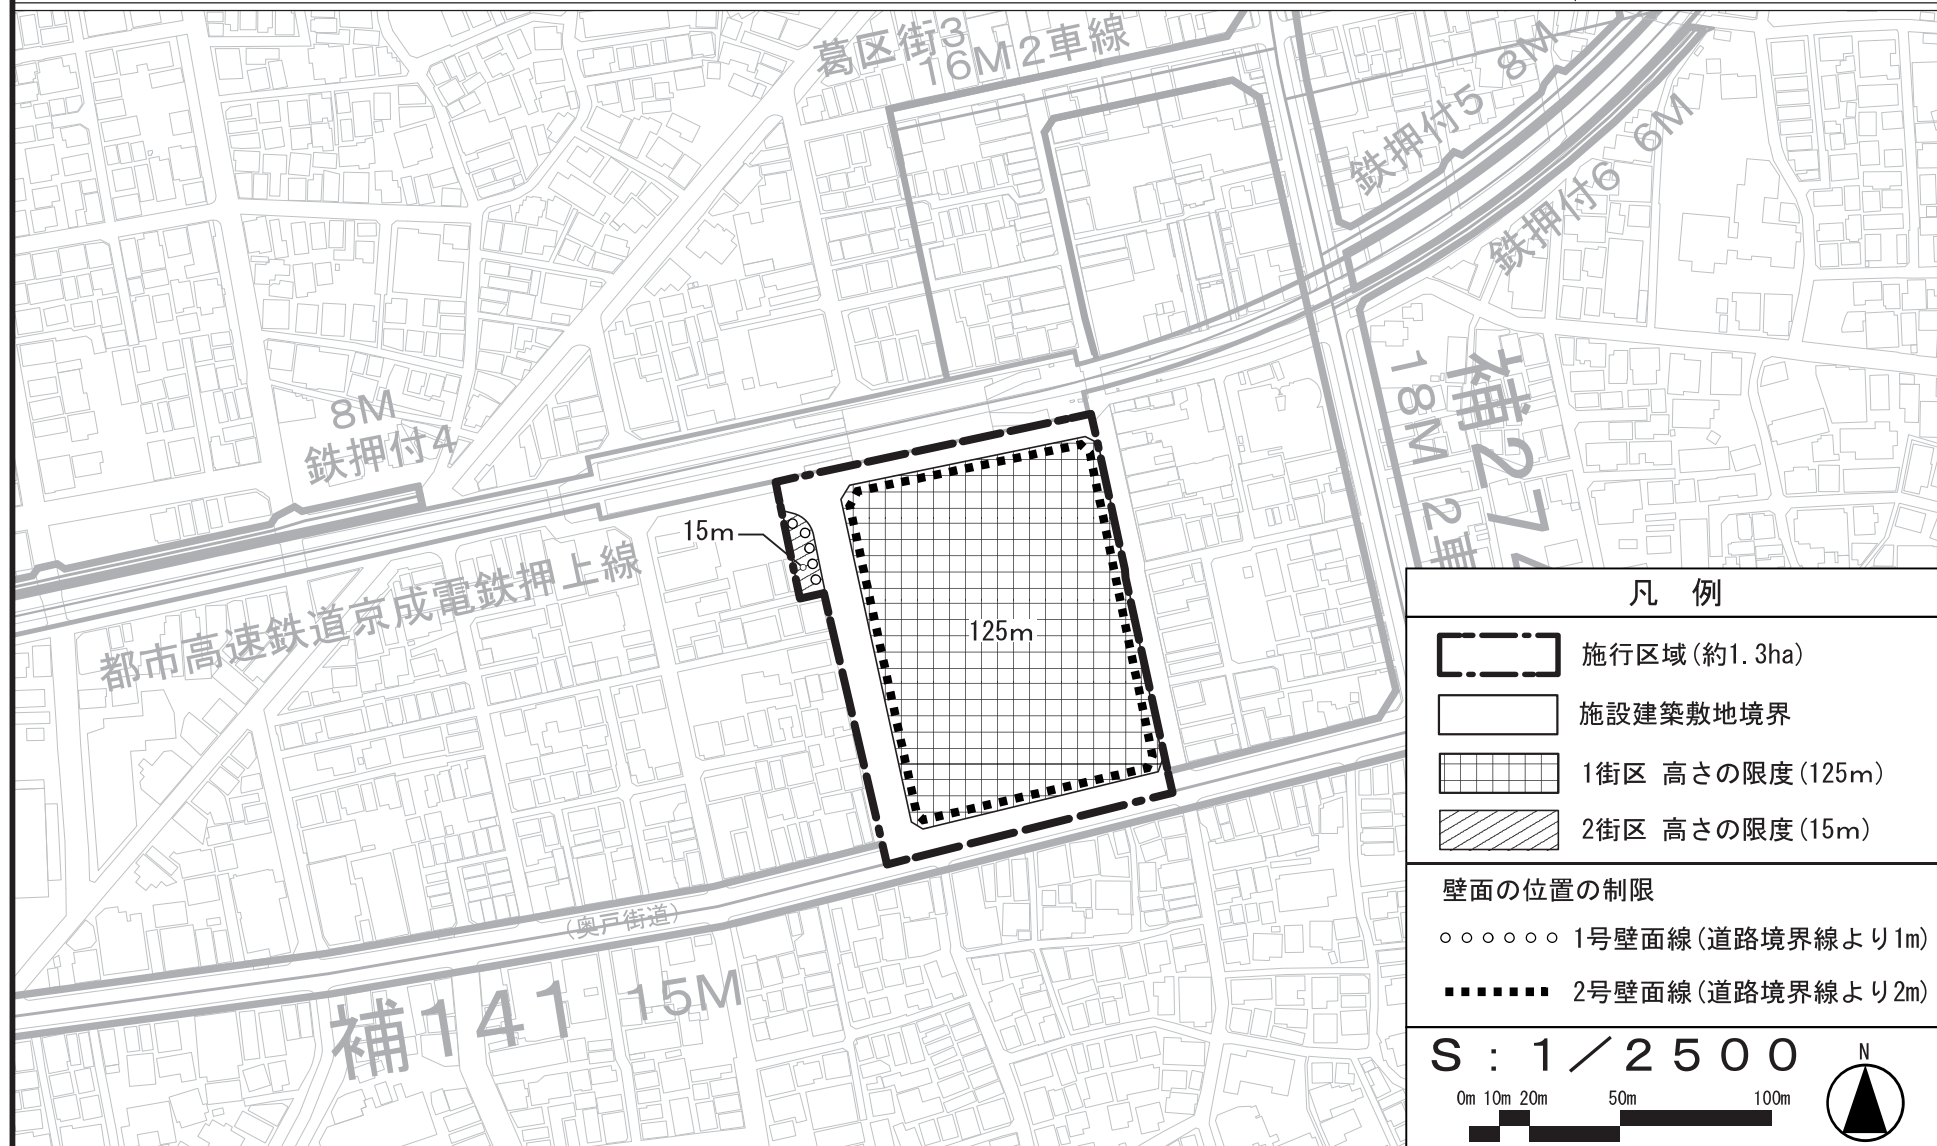 葛区街3
16M2車線
8M
鉄押付5
鉄押付6 6M
8M
鉄押付4
補274
18M 2車
15m
都市高速鉄道京成電鉄押上線
125m
(奥戸街道)
補141 15M
凡 例
施行区域(約1.3ha)
施設建築敷地境界
1街区 高さの限度(125m)
2街区 高さの限度(15m)
壁面の位置の制限
1号壁面線(道路境界線より1m)
2号壁面線(道路境界線より2m)
S:1/2500
N
0m 10m 20m 50m 100m